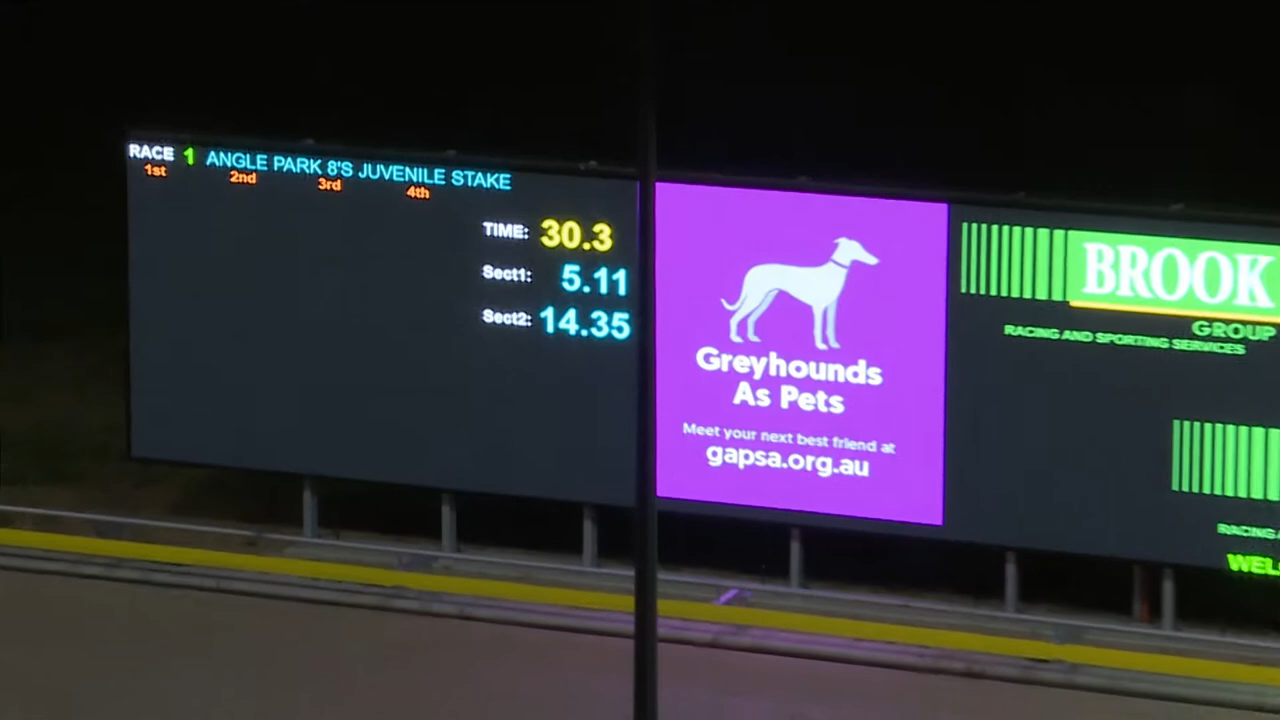 RACE 1 ANGLE PARK 8'S JUVENILE STAKE
1st 2nd 3rd 4th
TIME: 30.3
Sect1: 5.11
Sect2: 14.35
Greyhounds
As Pets
Meet your next best friend at
gapsa.org.au
BROOK
GROUP
RACING AND SPORTING SERVICES
RACING